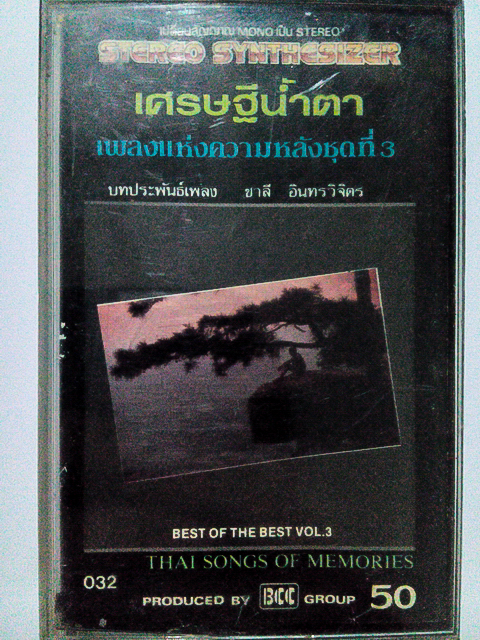 เปลี่ยนสัญญาณ MONO เป็น STEREO
STEREO SYNTHESIZER
เศรษฐีน้ำตา
เพลงแห่งความหลังชุดที่ 3
บทประพันธ์เพลง ชาลี อินทรวิจิตร
BEST OF THE BEST VOL.3
THAI SONGS OF MEMORIES
032
PRODUCED BY BCC GROUP 50